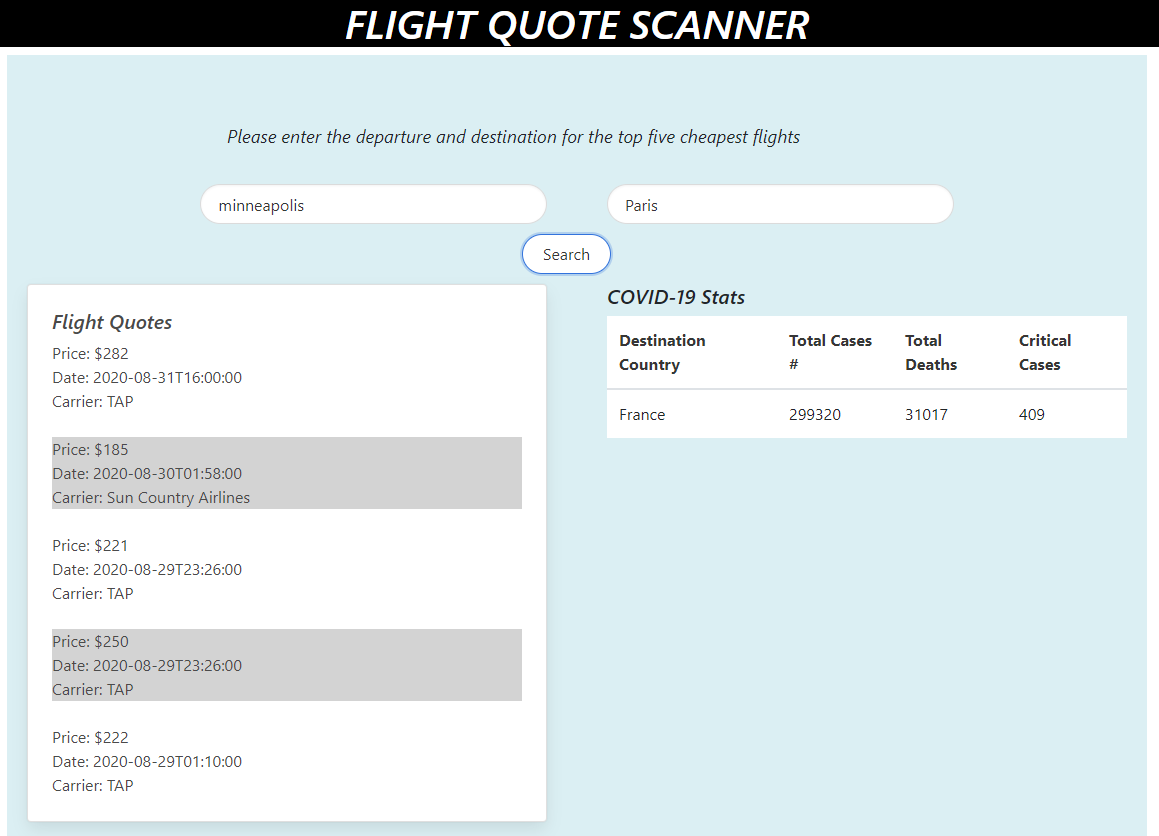 FLIGHT QUOTE SCANNER
Please enter the departure and destination for the top five cheapest flights
minneapolis
Paris
Search
Flight Quotes
Price: $282
Date: 2020-08-31T16:00:00
Carrier: TAP
Price: $185
Date: 2020-08-30T01:58:00
Carrier: Sun Country Airlines
Price: $221
Date: 2020-08-29T23:26:00
Carrier: TAP
Price: $250
Date: 2020-08-29T23:26:00
Carrier: TAP
Price: $222
Date: 2020-08-29T01:10:00
Carrier: TAP
COVID-19 Stats
Destination Total Cases Total Critical
Country # Deaths Cases
France 299320 31017 409